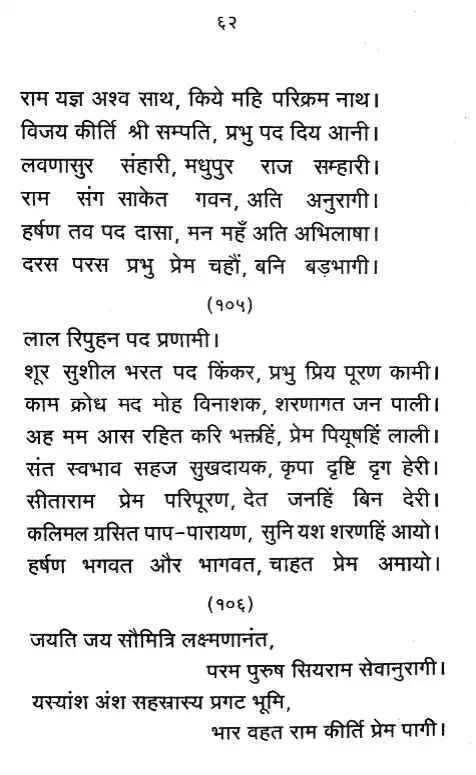 ६२
राम यज्ञ अश्व साथ, किये महि परिक्रम नाथ।
विजय कीर्ति श्री सम्पति, प्रभु पद दिय आनी।
लवणासुर संहारी, मधुपुर राज सम्हारी।
राम संग साकेत गवन, अति अनुरागी।
हर्षण तव पद दासा, मन महँ अति अभिलाषा।
दरस परस प्रभु प्रेम चहौं, बनि बड़भागी।
(१०५)
लाल रिपुहन पद प्रणामी।
शूर सुशील भरत पद किंकर, प्रभु प्रिय पूरण कामी।
काम क्रोध मद मोह विनाशक, शरणागत जन पाली।
अह मम आस रहित करि भक्तहिं, प्रेम पियूषहिं लाली।
संत स्वभाव सहज सुखदायक, कृपा दृष्टि दृग हेरी।
सीताराम प्रेम परिपूरण, देत जनहिं बिन देरी।
कलिमल ग्रसित पाप-पारायण, सुनि यश शरणहिं आयो।
हर्षण भगवत और भागवत, चाहत प्रेम अमायो।
(१०६)
जयति जय सौमित्रि लक्ष्मणानंत,
परम पुरुष सियराम सेवानुरागी।
यस्यांश अंश सहस्रास्य प्रगट भूमि,
भार वहत राम कीर्ति प्रेम पागी।